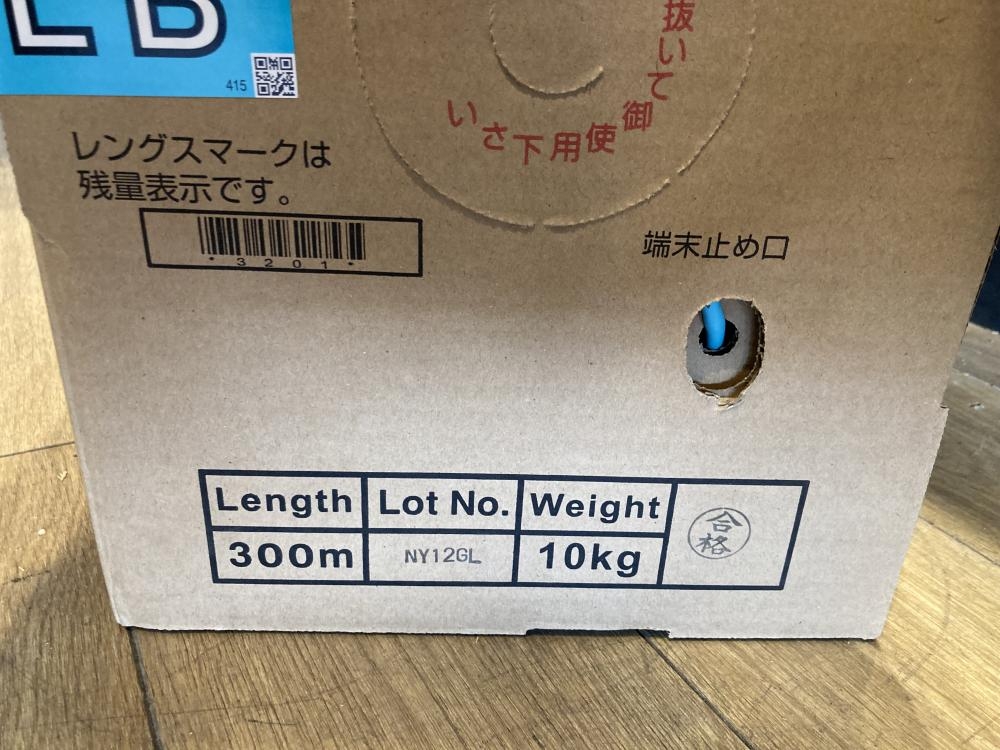 LB
415
抜いて御使用下さい
レングスマークは
残量表示です。
*3201*
端末止め口
Length Lot No. Weight
300m NY12GL 10kg
合格